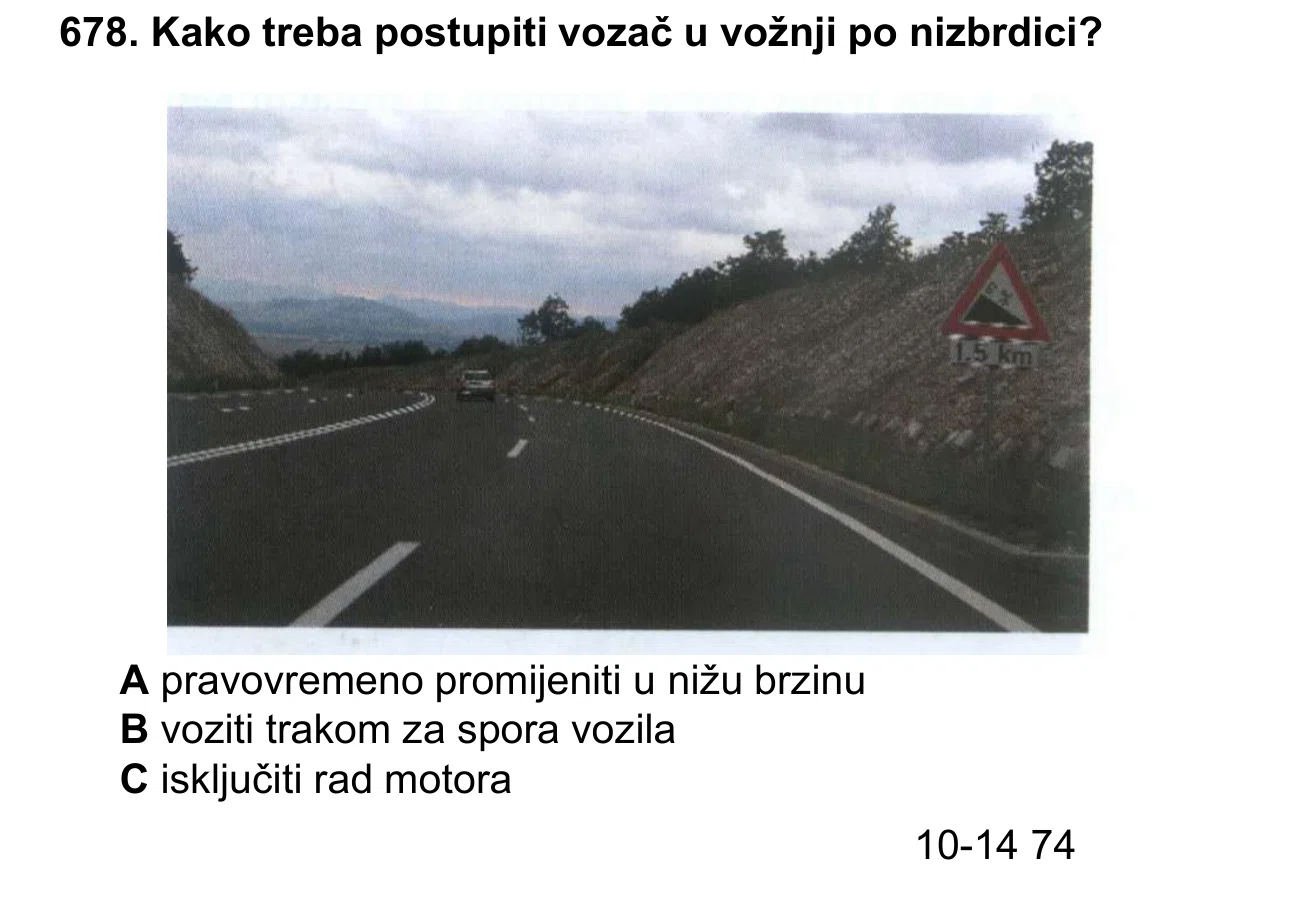 678. Kako treba postupiti vozač u vožnji po nizbrdici?
1.5 km
A pravovremeno promijeniti u nižu brzinu
B voziti trakom za spora vozila
C isključiti rad motora
10-14 74